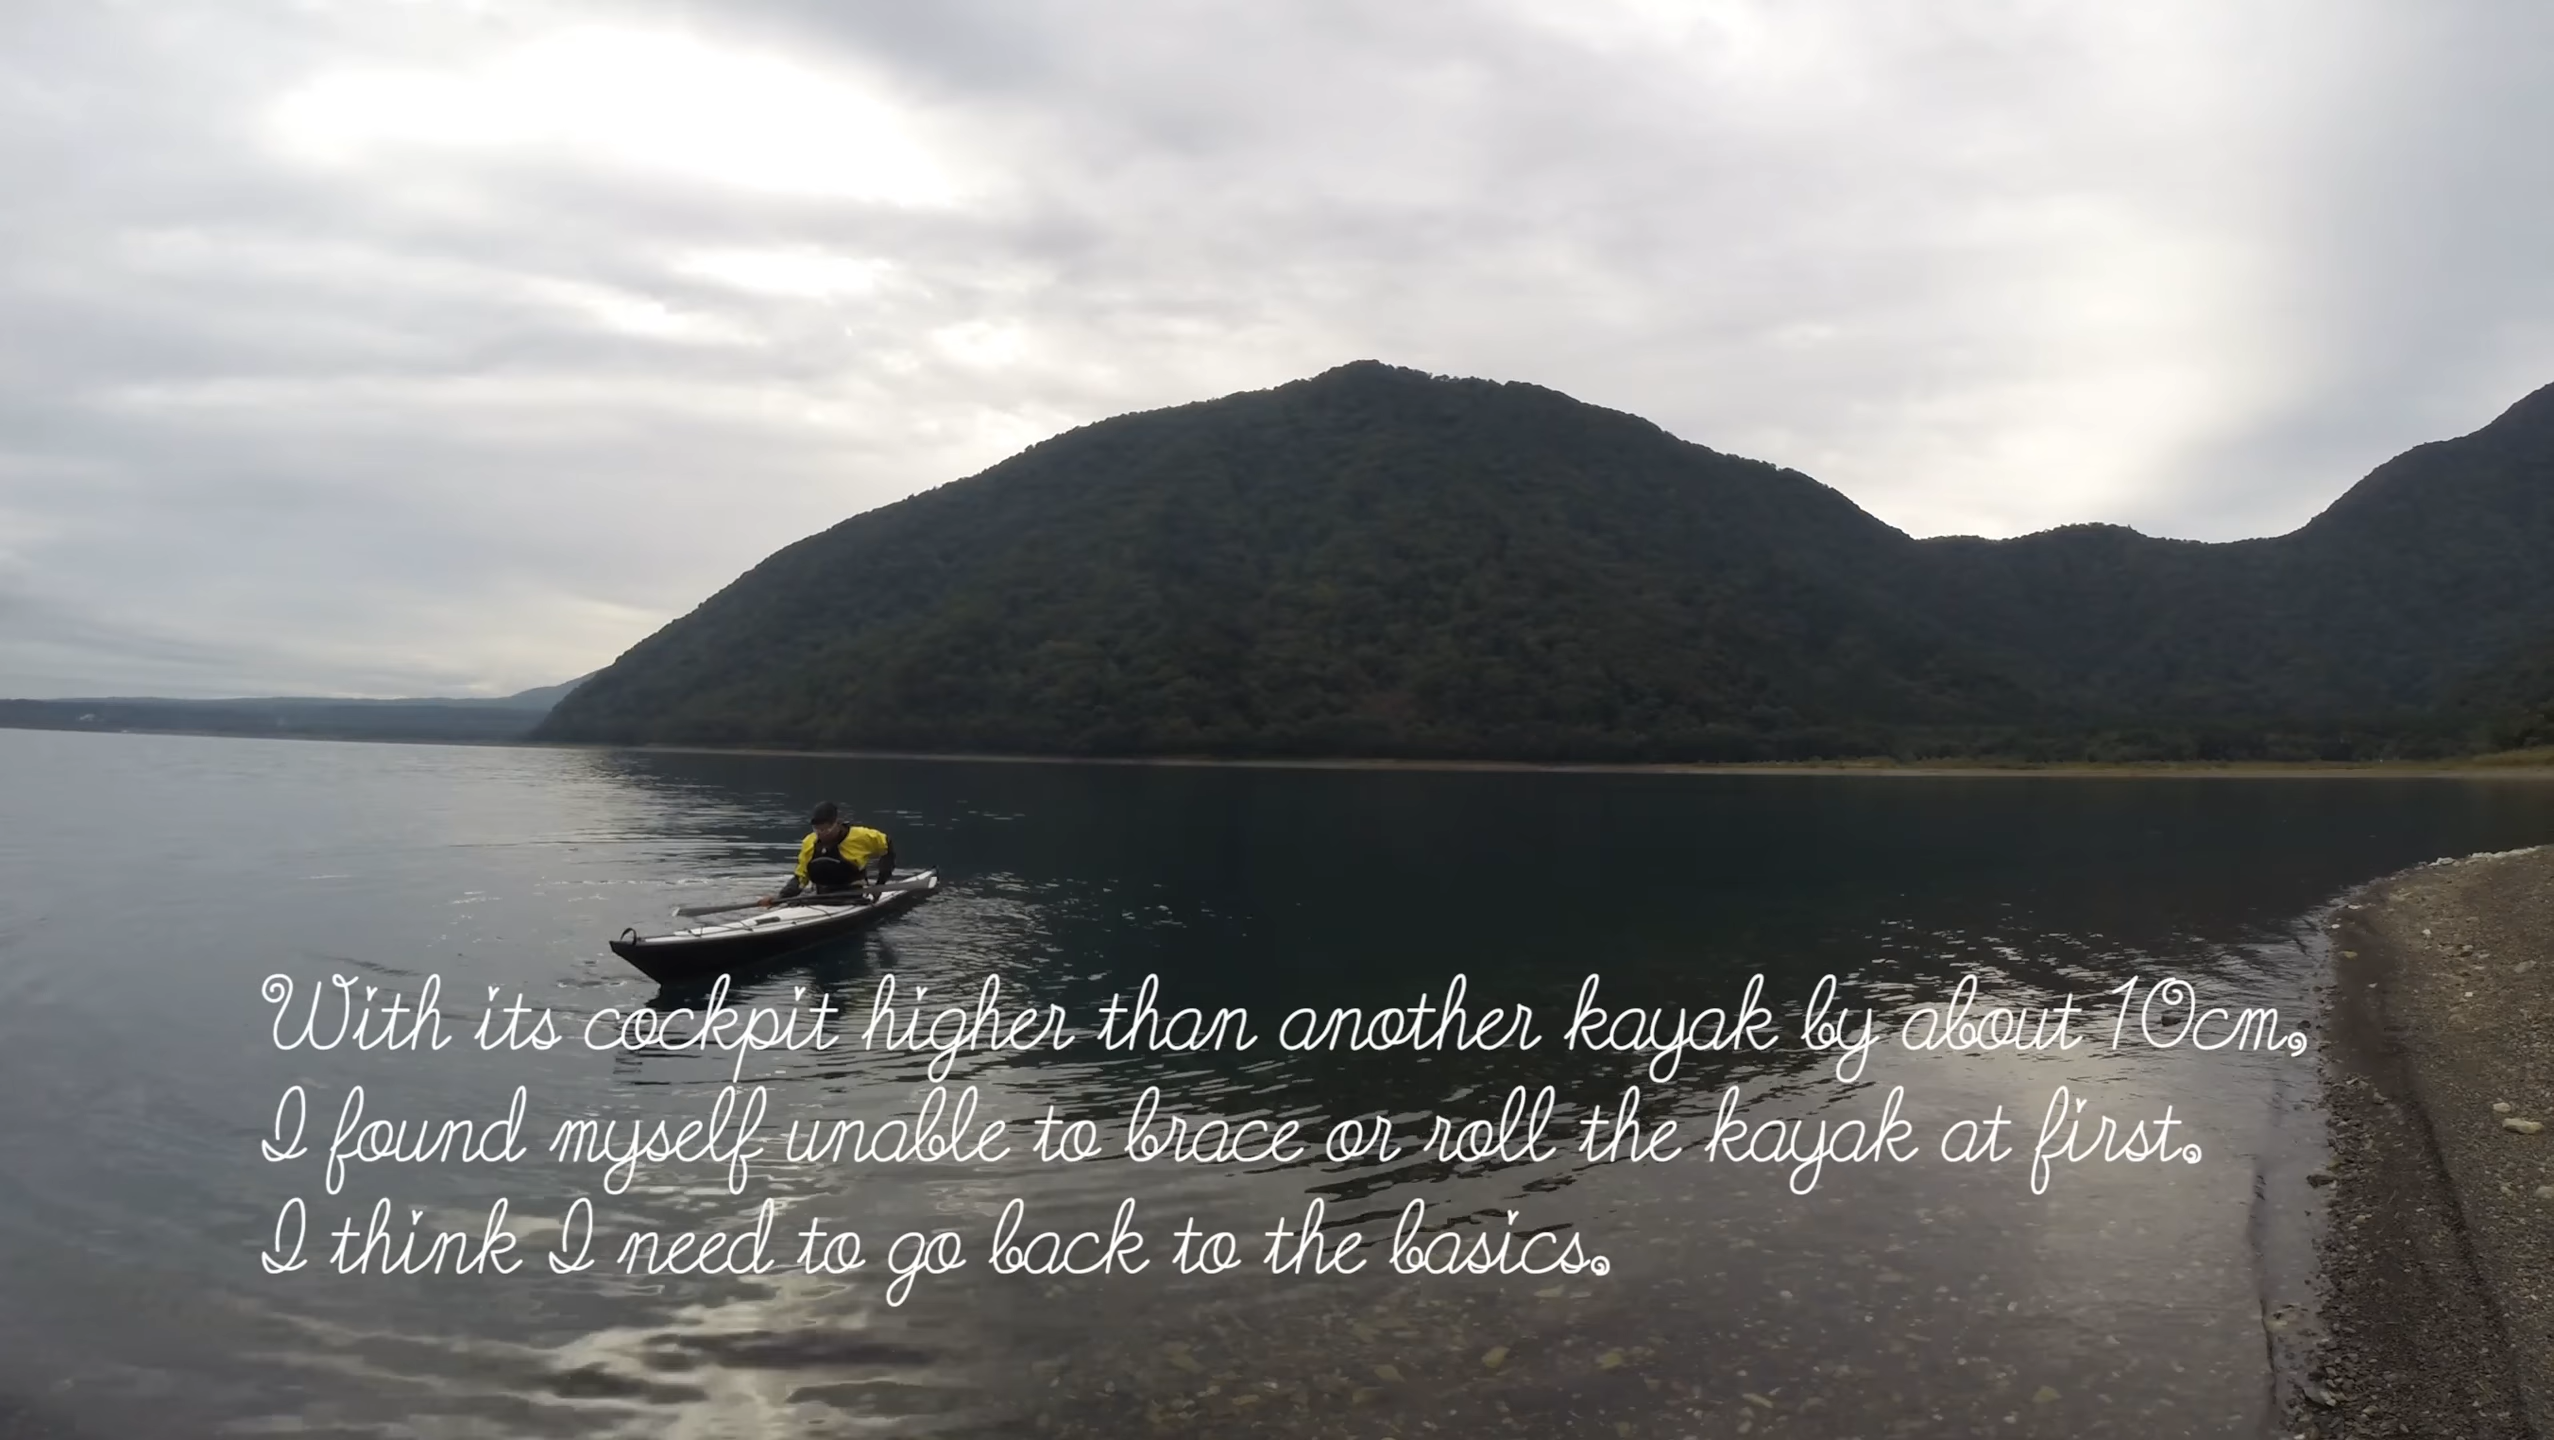 With its cockpit higher than another kayak by about 10cm,
I found myself unable to brace or roll the kayak at first.
I think I need to go back to the basics.